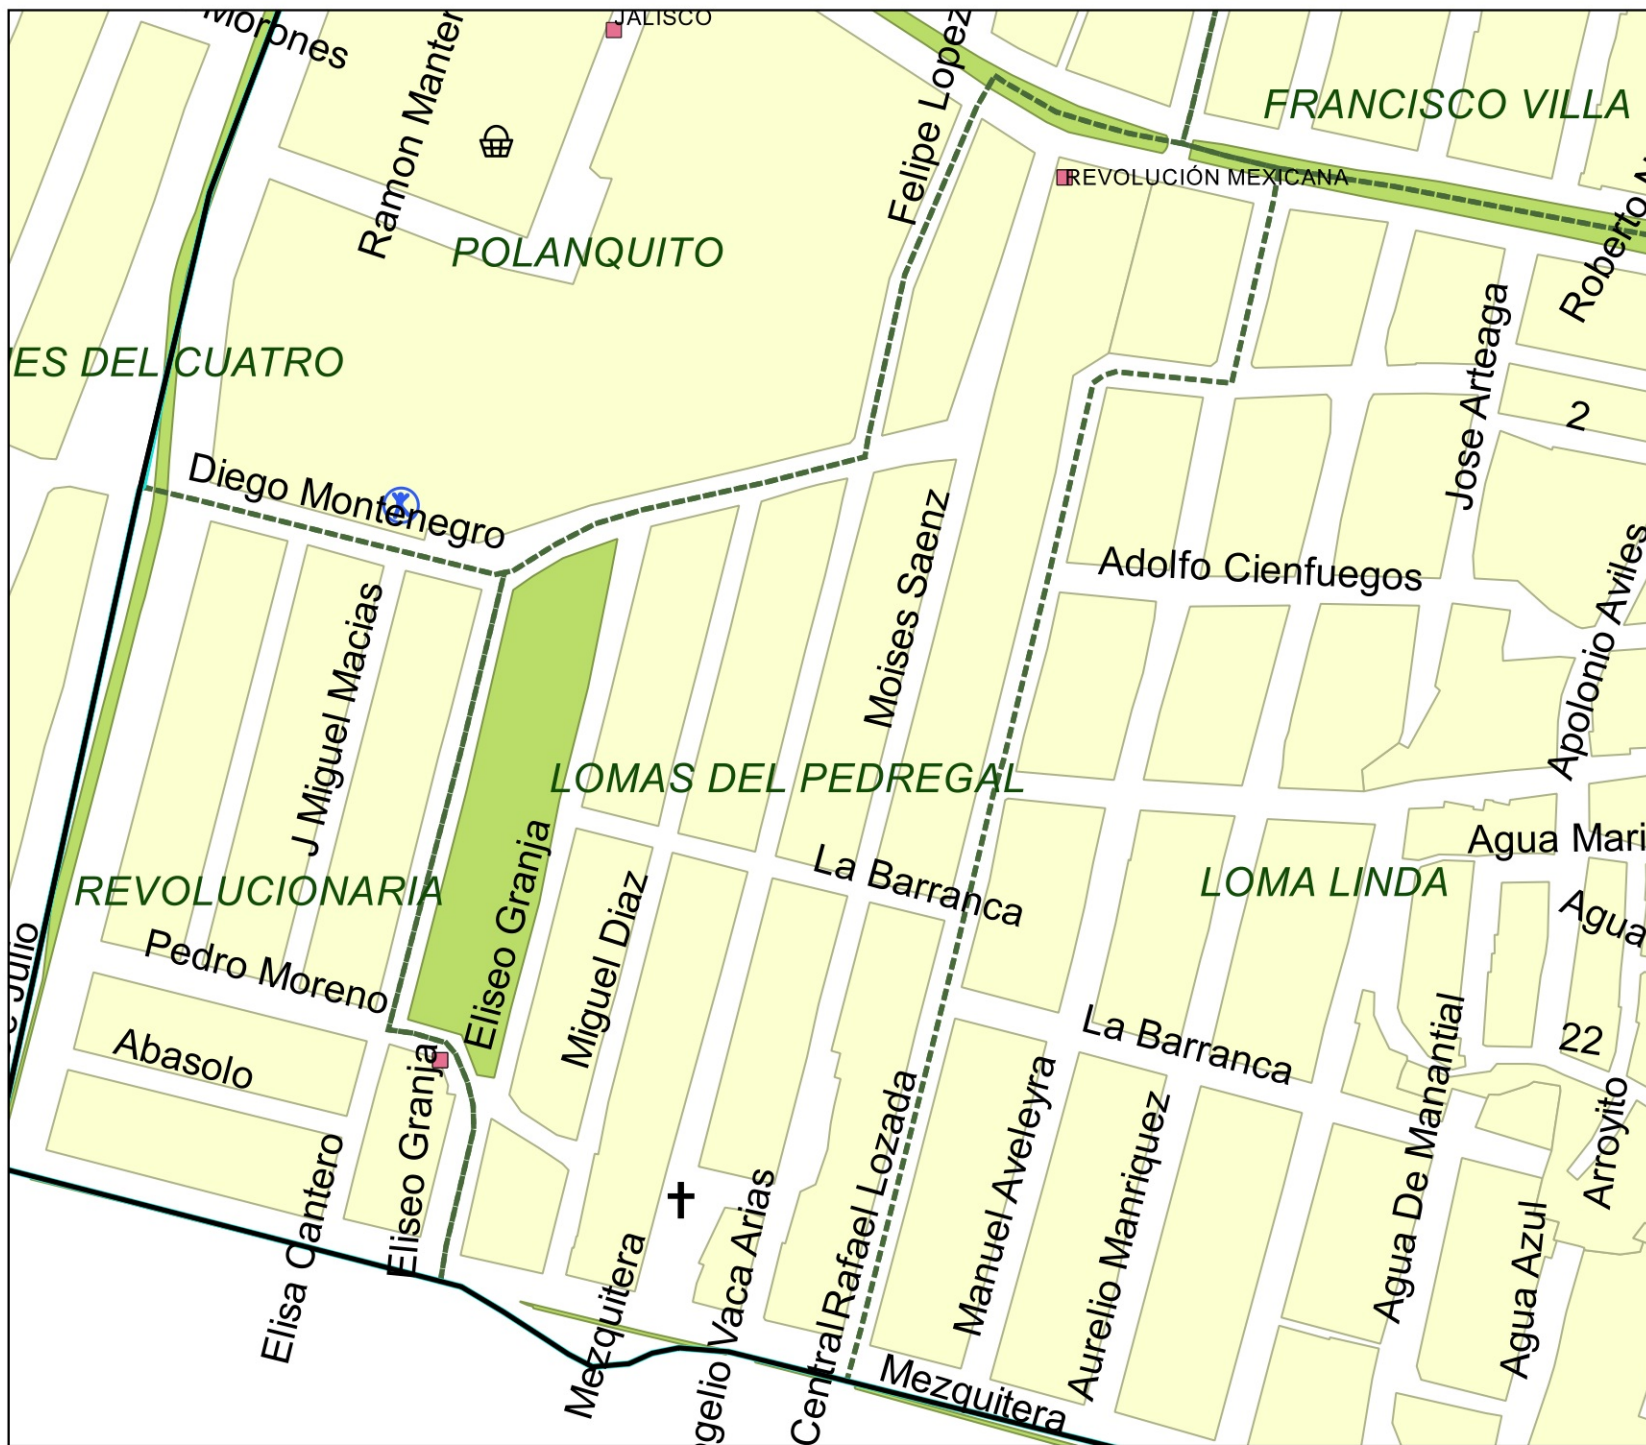 Morones
JALISCO
Ramon Manter
Felipe Lopez
FRANCISCO VILLA
REVOLUCIÓN MEXICANA
POLANQUITO
Roberto
Jose Arteaga
ES DEL CUATRO
2
Diego Montenegro
Moises Saenz
Adolfo Cienfuegos
Apolonio Aviles
J Miguel Macias
LOMAS DEL PEDREGAL
Agua Mari
La Barranca
LOMA LINDA
REVOLUCIONARIA
Eliseo Granja
Miguel Diaz
Agua
Pedro Moreno
Julio
Abasolo
La Barranca
22
Eliseo Granja
Elisa Cantero
Rafael Lozada
Manuel Aveleyra
Aurelio Manriquez
Agua De Manantial
Arroyito
Agua Azul
Mezquitera
gelio Vaca Arias
Central
Mezquitera